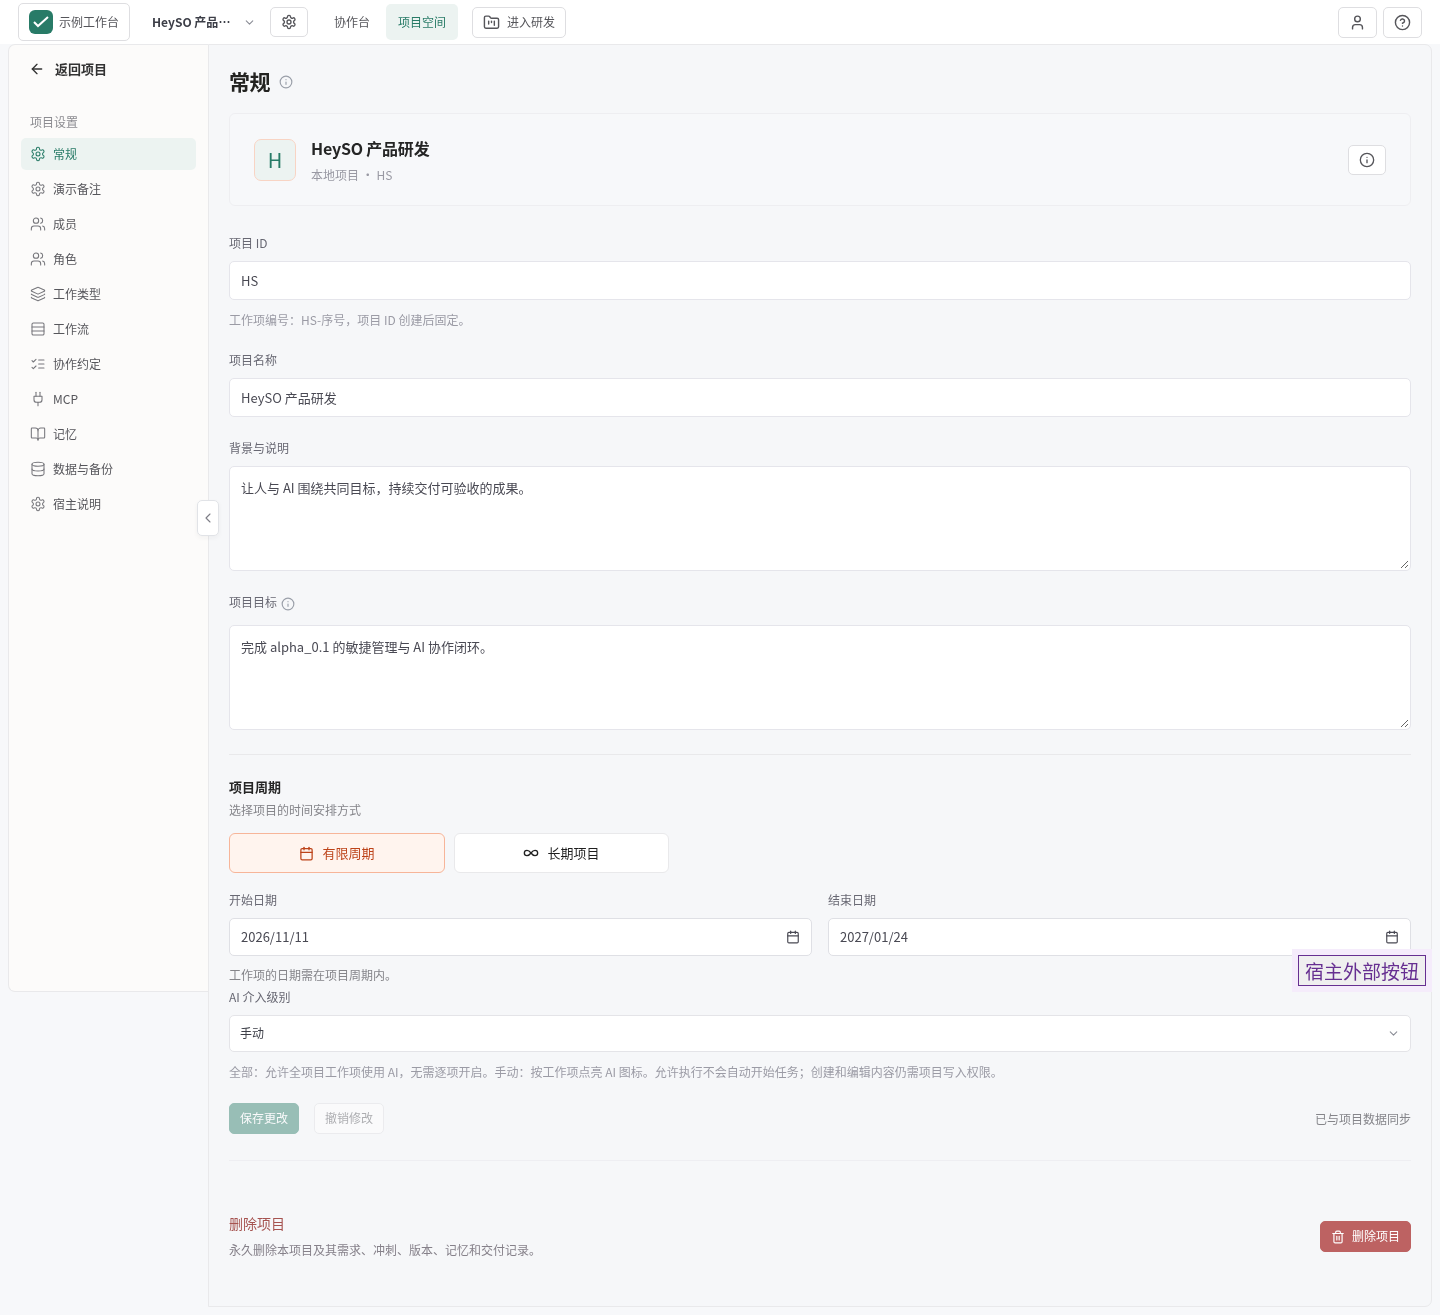 示例工作台
HeySO 产品…
协作台
项目空间
进入研发
返回项目
项目设置
常规
演示备注
成员
角色
工作类型
工作流
协作约定
MCP
记忆
数据与备份
宿主说明
常规
H
HeySO 产品研发
本地项目 · HS
项目 ID
HS
工作项编号：HS-序号，项目 ID 创建后固定。
项目名称
HeySO 产品研发
背景与说明
让人与 AI 围绕共同目标，持续交付可验收的成果。
项目目标
完成 alpha_0.1 的敏捷管理与 AI 协作闭环。
项目周期
选择项目的时间安排方式
有限周期
长期项目
开始日期
结束日期
2026/11/11
2027/01/24
工作项的日期需在项目周期内。
宿主外部按钮
AI 介入级别
手动
全部：允许全项目工作项使用 AI，无需逐项开启。手动：按工作项点亮 AI 图标。允许执行不会自动开始任务；创建和编辑内容仍需项目写入权限。
保存更改
撤销修改
已与项目数据同步
删除项目
永久删除本项目及其需求、冲刺、版本、记忆和交付记录。
删除项目